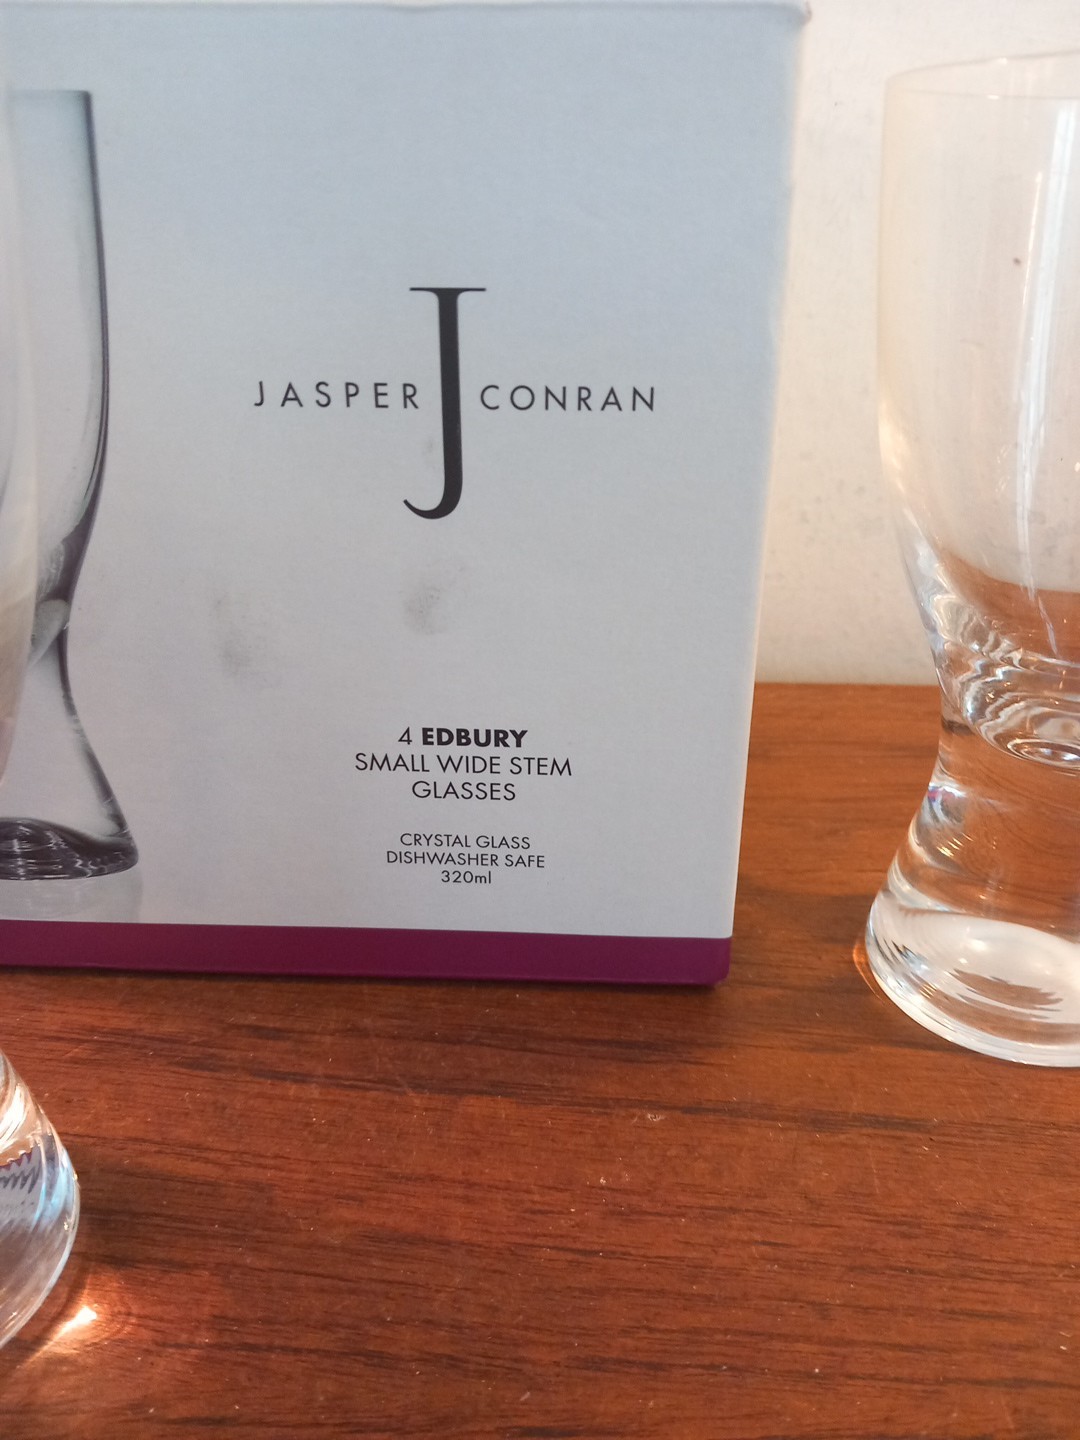 JASPER J CONRAN
4 EDBURY
SMALL WIDE STEM
GLASSES
CRYSTAL GLASS
DISHWASHER SAFE
320ml